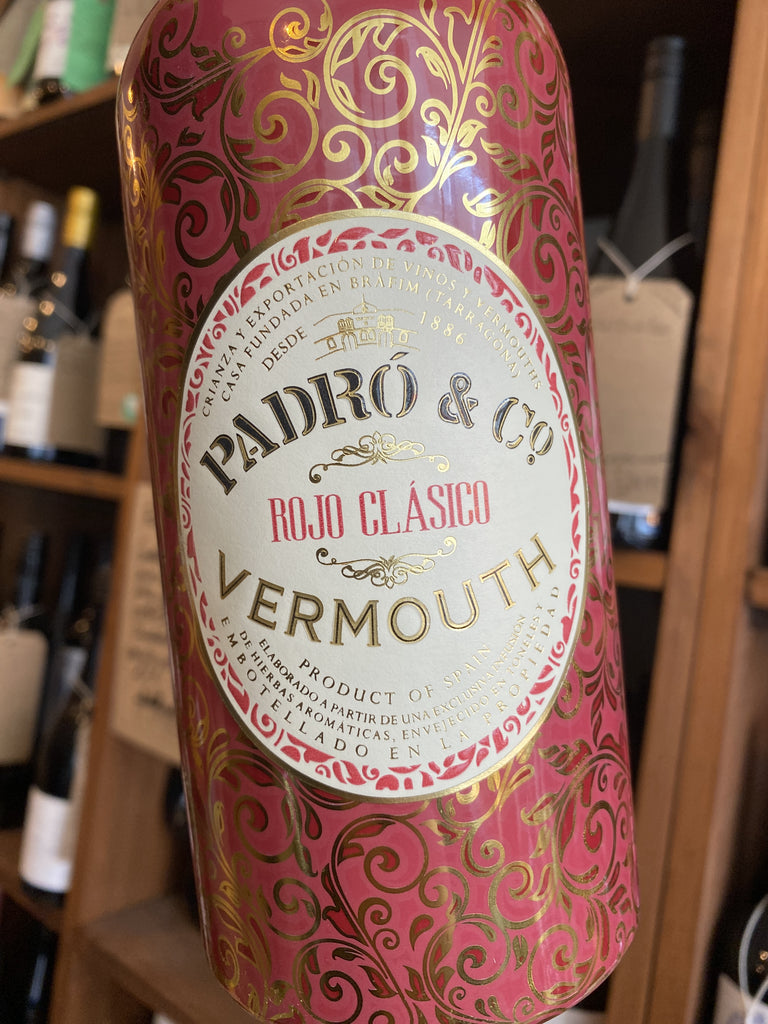 CRIANZA Y EXPORTACIÓN DE VINOS Y VERMOUTHS
CASA FUNDADA EN BRÀFIM (TARRAGONA)
DESDE 1886
PADRÓ & Cº
ROJO CLÁSICO
VERMOUTH
PRODUCT OF SPAIN
ELABORADO A PARTIR DE UNA EXCLUSIVA INFUSIÓN
DE HIERBAS AROMÁTICAS, ENVEJECIDO EN TONELES Y
EMBOTELLADO EN LA PROPIEDAD